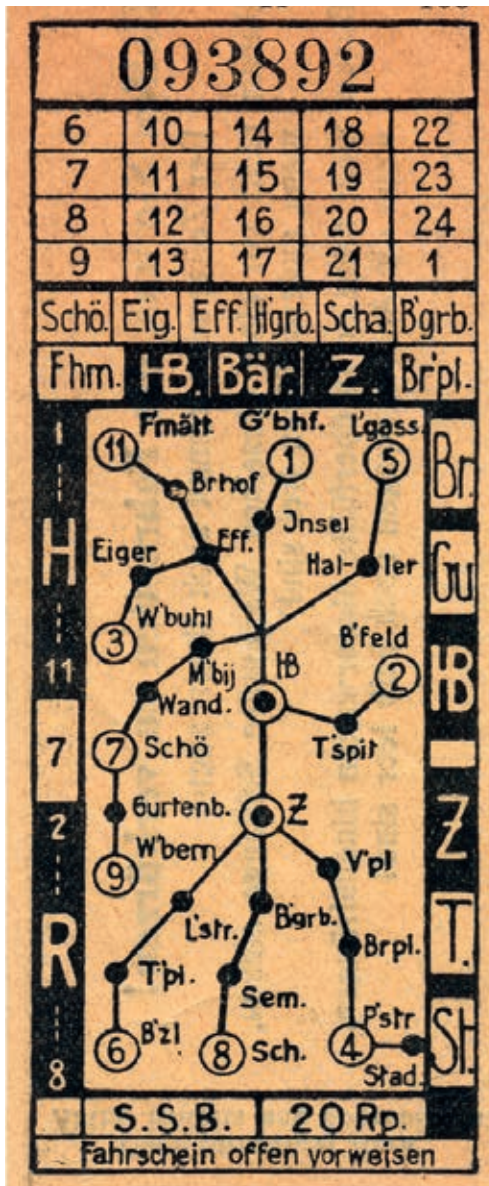 093892
6 10 14 18 22
7 11 15 19 23
8 12 16 20 24
9 13 17 21 1
Schö. Eig. Eff. H'grb. Scha. B'grb.
Fhm. HB. Bär. Z. Br'pl.
1
H
11
7
2
R
8
F'mätt. G'bhf. L'gass.
11 1 5
Brhof
Insel
Eiger Eff. Hal-ler
3 W'buhl
B'feld
M'bij HB 2
Wand.
7 Schö T'spit
Gurtenb. Z
W'bern
9 V'pl
L'str. B'grb. Brpl.
T'pl. Sem. P'str
6 B'zl 8 Sch. 4
Stad.
Br.
Gu
HB
Z
T.
St.
S.S.B. 20 Rp.
Fahrschein offen vorweisen